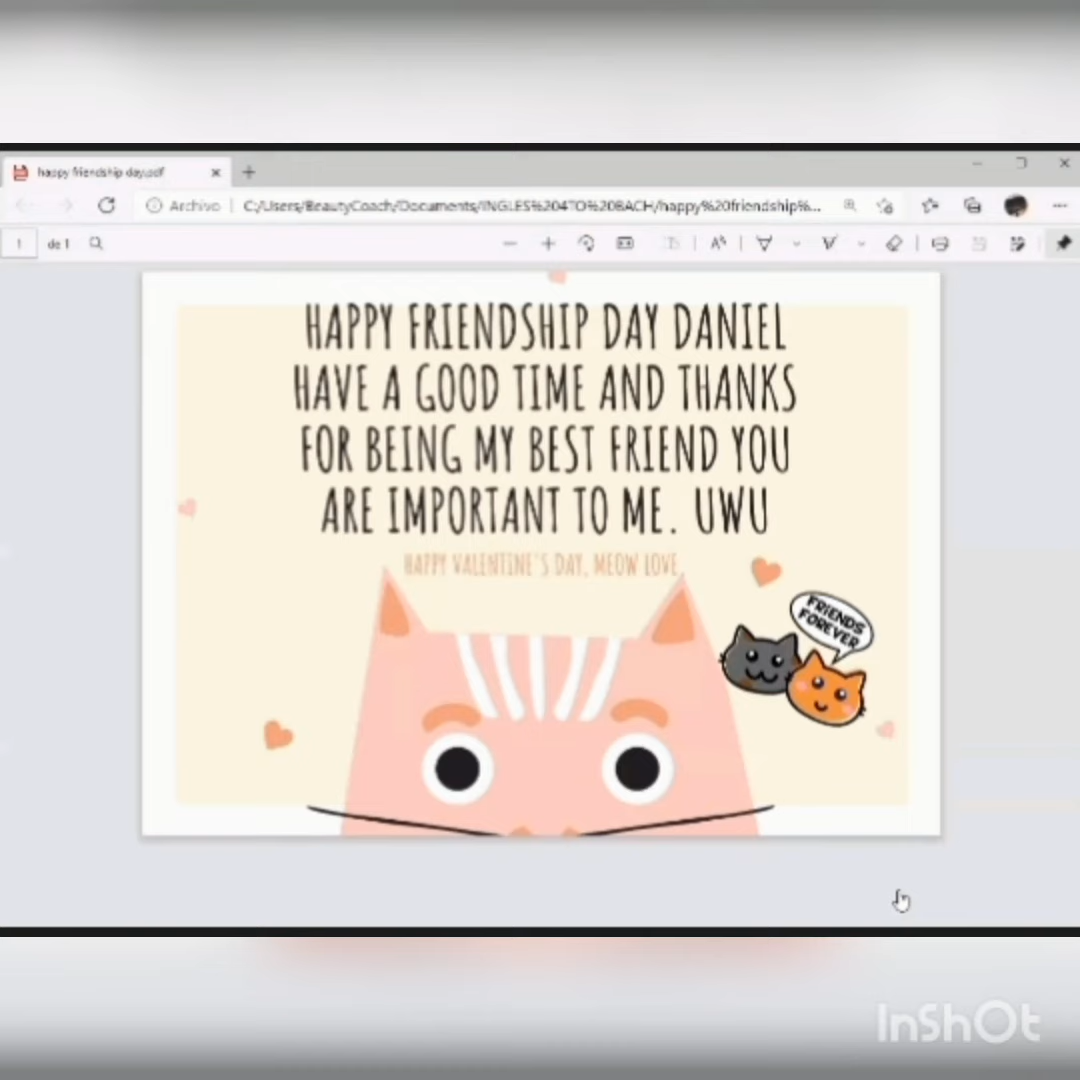 happy friendship day.pdf
Archivo | C:/Users/BeautyCoach/Documents/INGLES%204TO%20BACH/happy%20friendship%...
1 de 1
HAPPY FRIENDSHIP DAY DANIEL
HAVE A GOOD TIME AND THANKS
FOR BEING MY BEST FRIEND YOU
ARE IMPORTANT TO ME. UWU
HAPPY VALENTINE'S DAY, MEOW LOVE.
FRIENDS
FOREVER
InShOt